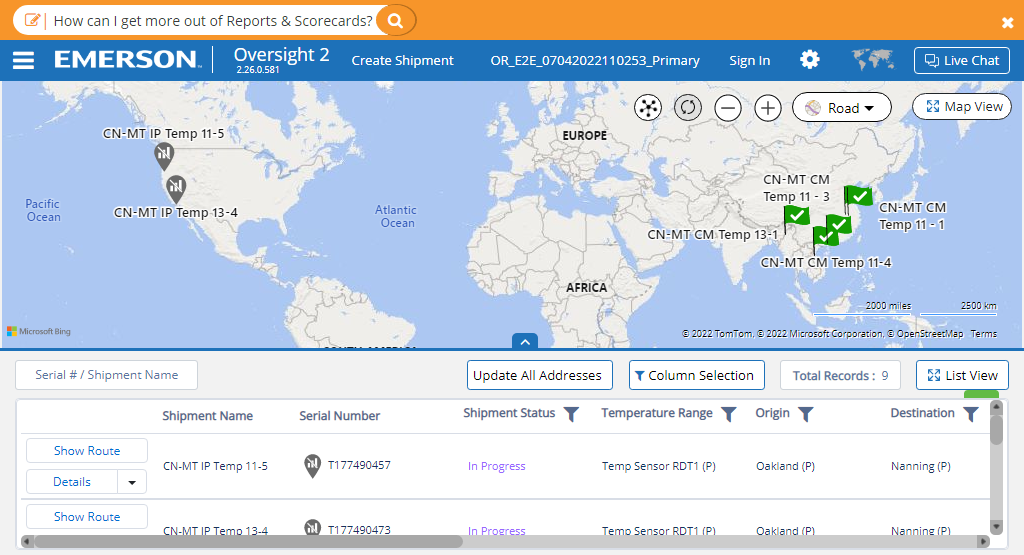 How can I get more out of Reports & Scorecards?
EMERSON
Oversight 2
2.26.0.581
Create Shipment
OR_E2E_07042022110253_Primary
Sign In
Live Chat
Road
Map View
CN-MT IP Temp 11-5
CN-MT IP Temp 13-4
Pacific
Ocean
Atlantic
Ocean
EUROPE
AFRICA
SOUTH AMERICA
CN-MT CM
Temp 11 - 3
CN-MT CM
Temp 11 - 1
CN-MT CM Temp 13-1
CN-MT CM Temp 11-4
2000 miles
2500 km
Microsoft Bing
© 2022 TomTom, © 2022 Microsoft Corporation, © OpenStreetMap Terms
Serial # / Shipment Name
Update All Addresses
Column Selection
Total Records : 9
List View
Shipment Name
Serial Number
Shipment Status
Temperature Range
Origin
Destination
Show Route
Details
CN-MT IP Temp 11-5
T177490457
In Progress
Temp Sensor RDT1 (P)
Oakland (P)
Nanning (P)
Show Route
CN-MT IP Temp 13-4
T177490473
In Progress
Temp Sensor RDT1 (P)
Oakland (P)
Nanning (P)